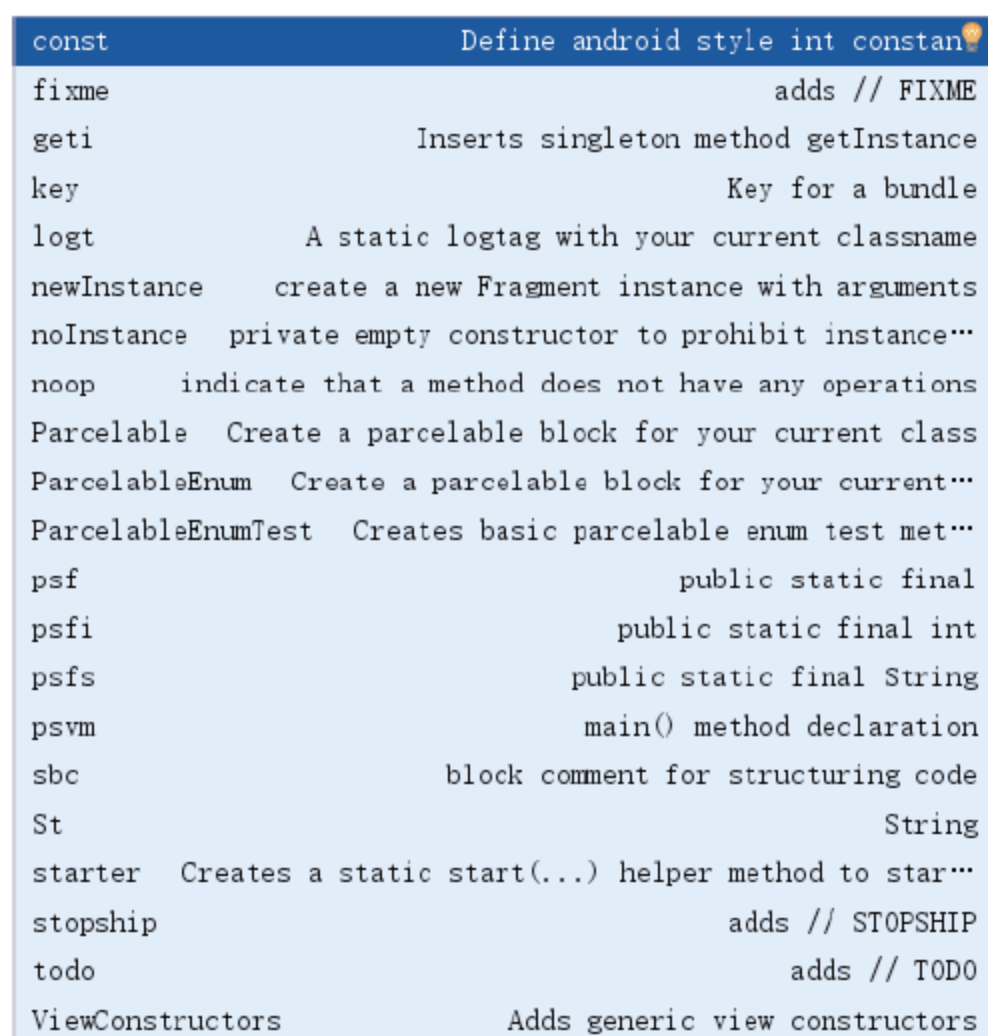 const Define android style int constan
fixme adds // FIXME
geti Inserts singleton method getInstance
key Key for a bundle
logt A static logtag with your current classname
newInstance create a new Fragment instance with arguments
noInstance private empty constructor to prohibit instance…
noop indicate that a method does not have any operations
Parcelable Create a parcelable block for your current class
ParcelableEnum Create a parcelable block for your current…
ParcelableEnumTest Creates basic parcelable enum test met…
psf public static final
psfi public static final int
psfs public static final String
psvm main() method declaration
sbc block comment for structuring code
St String
starter Creates a static start(...) helper method to star…
stopship adds // STOPSHIP
todo adds // TODO
ViewConstructors Adds generic view constructors